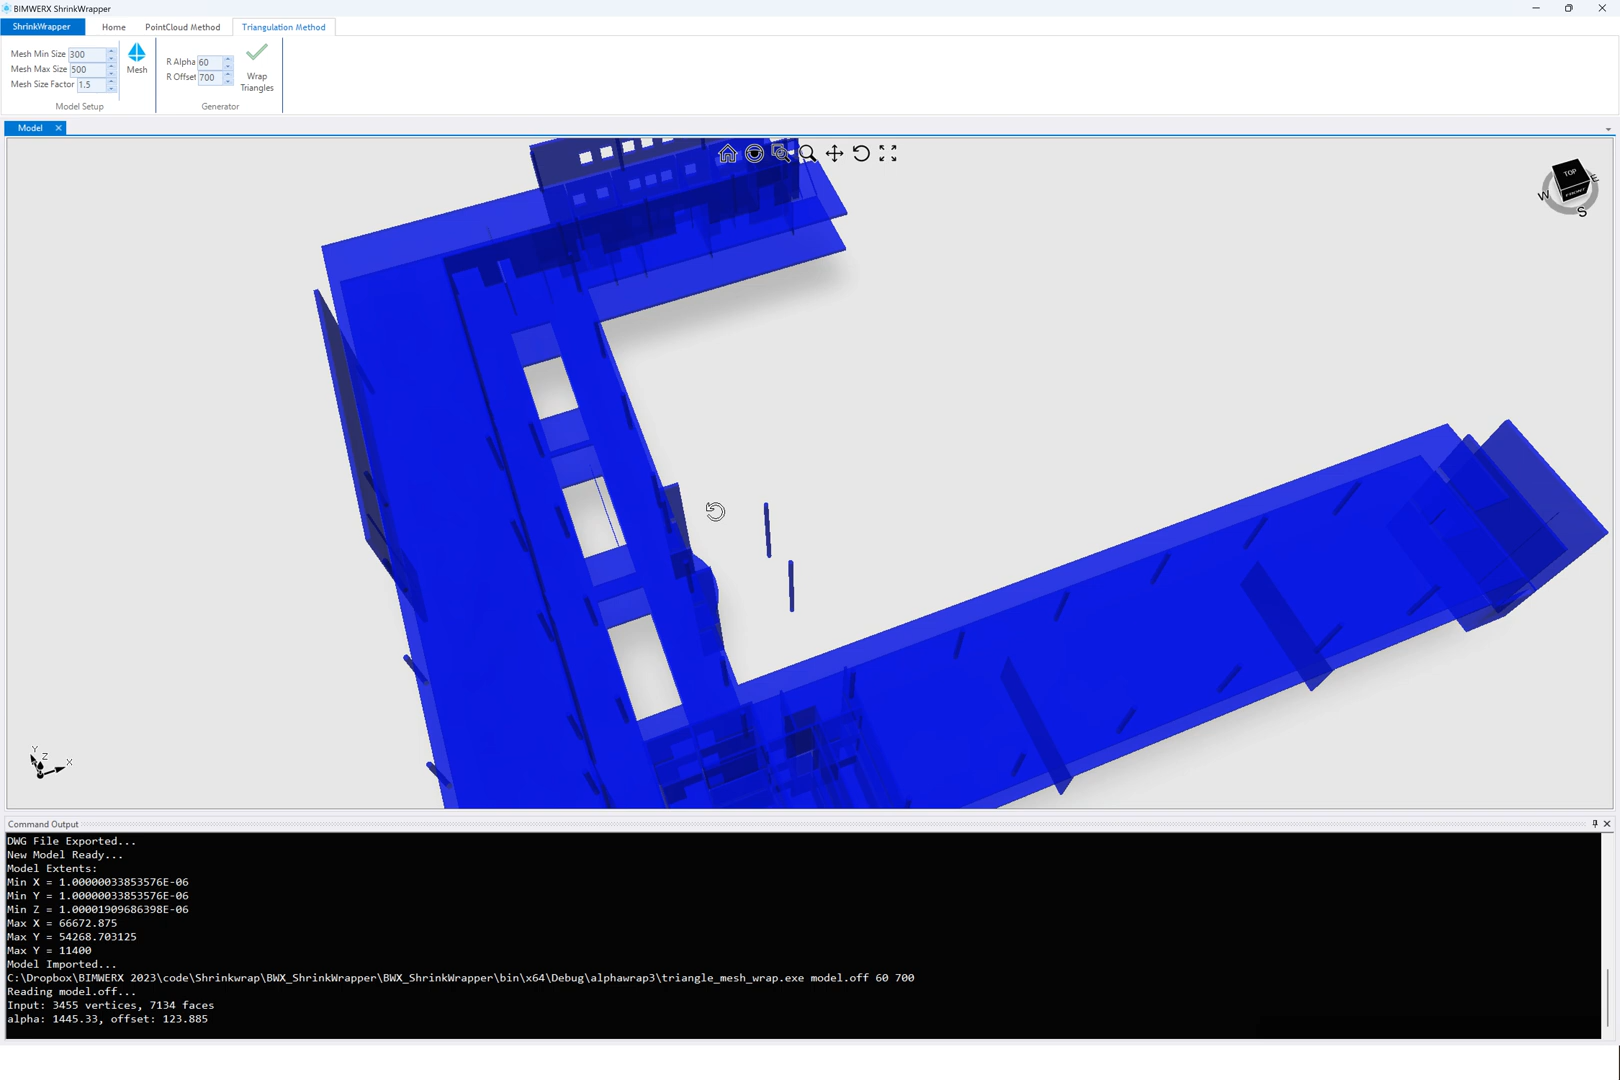 BIMWERX ShrinkWrapper
ShrinkWrapper Home PointCloud Method Triangulation Method
Mesh Min Size 300
Mesh Max Size 500
Mesh Size Factor 1.5
Mesh
Model Setup
R Alpha 60
R Offset 700
Wrap
Triangles
Generator
Model
TOP
FRONT
W
E
S
Y
Z
X
Command Output
DWG File Exported...
New Model Ready...
Model Extents:
Min X = 1.00000033853576E-06
Min Y = 1.00000033853576E-06
Min Z = 1.00001909686398E-06
Max X = 66672.875
Max Y = 54268.703125
Max Y = 11400
Model Imported...
C:\Dropbox\BIMWERX 2023\code\Shrinkwrap\BWX_ShrinkWrapper\BWX_ShrinkWrapper\bin\x64\Debug\alphawrap3\triangle_mesh_wrap.exe model.off 60 700
Reading model.off...
Input: 3455 vertices, 7134 faces
alpha: 1445.33, offset: 123.885